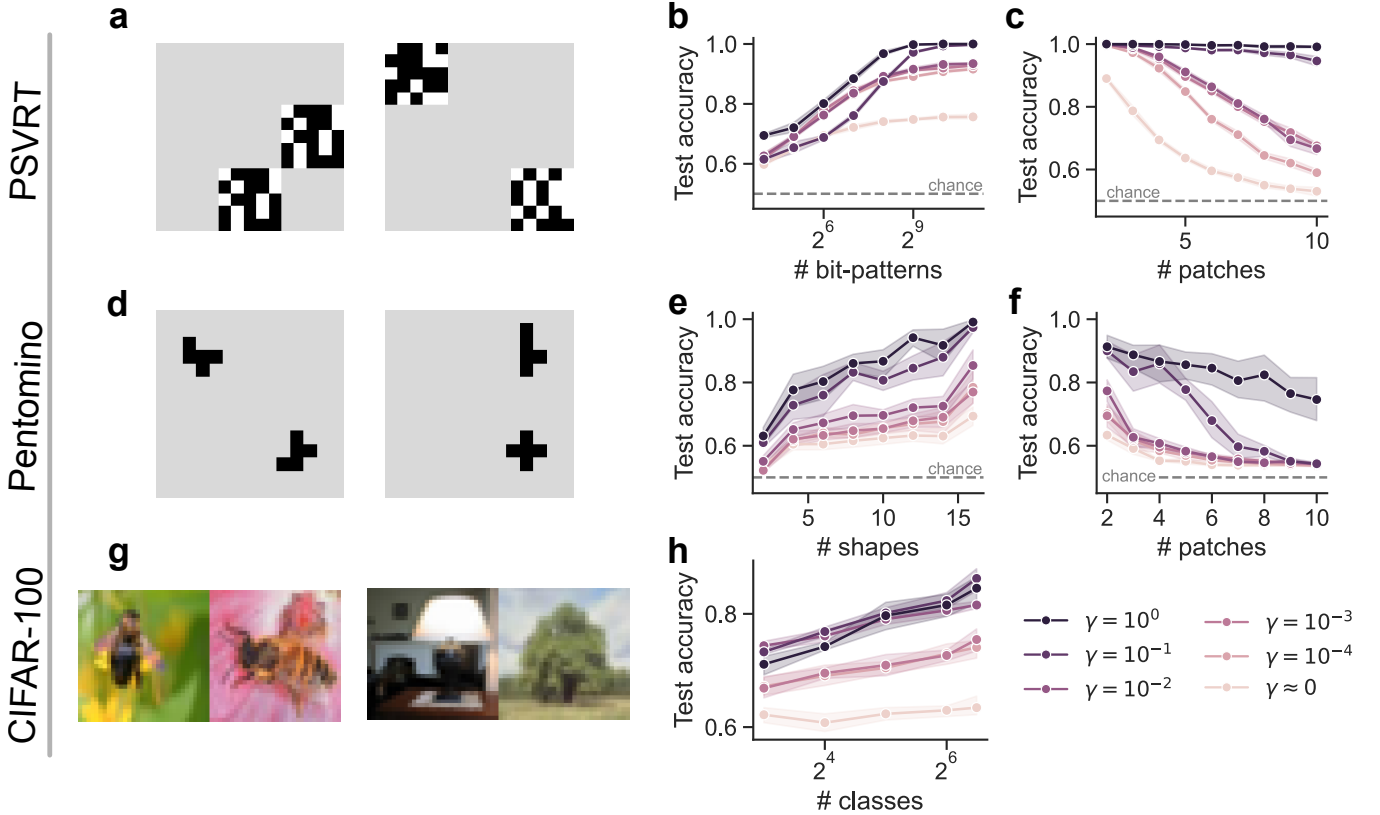 PSVRT
a
b
Test accuracy
1.0
0.8
0.6
chance
2^6
2^9
# bit-patterns
c
Test accuracy
1.0
0.8
0.6
chance
5
10
# patches
Pentomino
d
e
Test accuracy
1.0
0.8
0.6
chance
5
10
15
# shapes
f
Test accuracy
1.0
0.8
0.6
chance
2
4
6
8
10
# patches
CIFAR-100
g
h
Test accuracy
0.8
0.6
2^4
2^6
# classes
γ = 10^0
γ = 10^−1
γ = 10^−2
γ = 10^−3
γ = 10^−4
γ ≈ 0